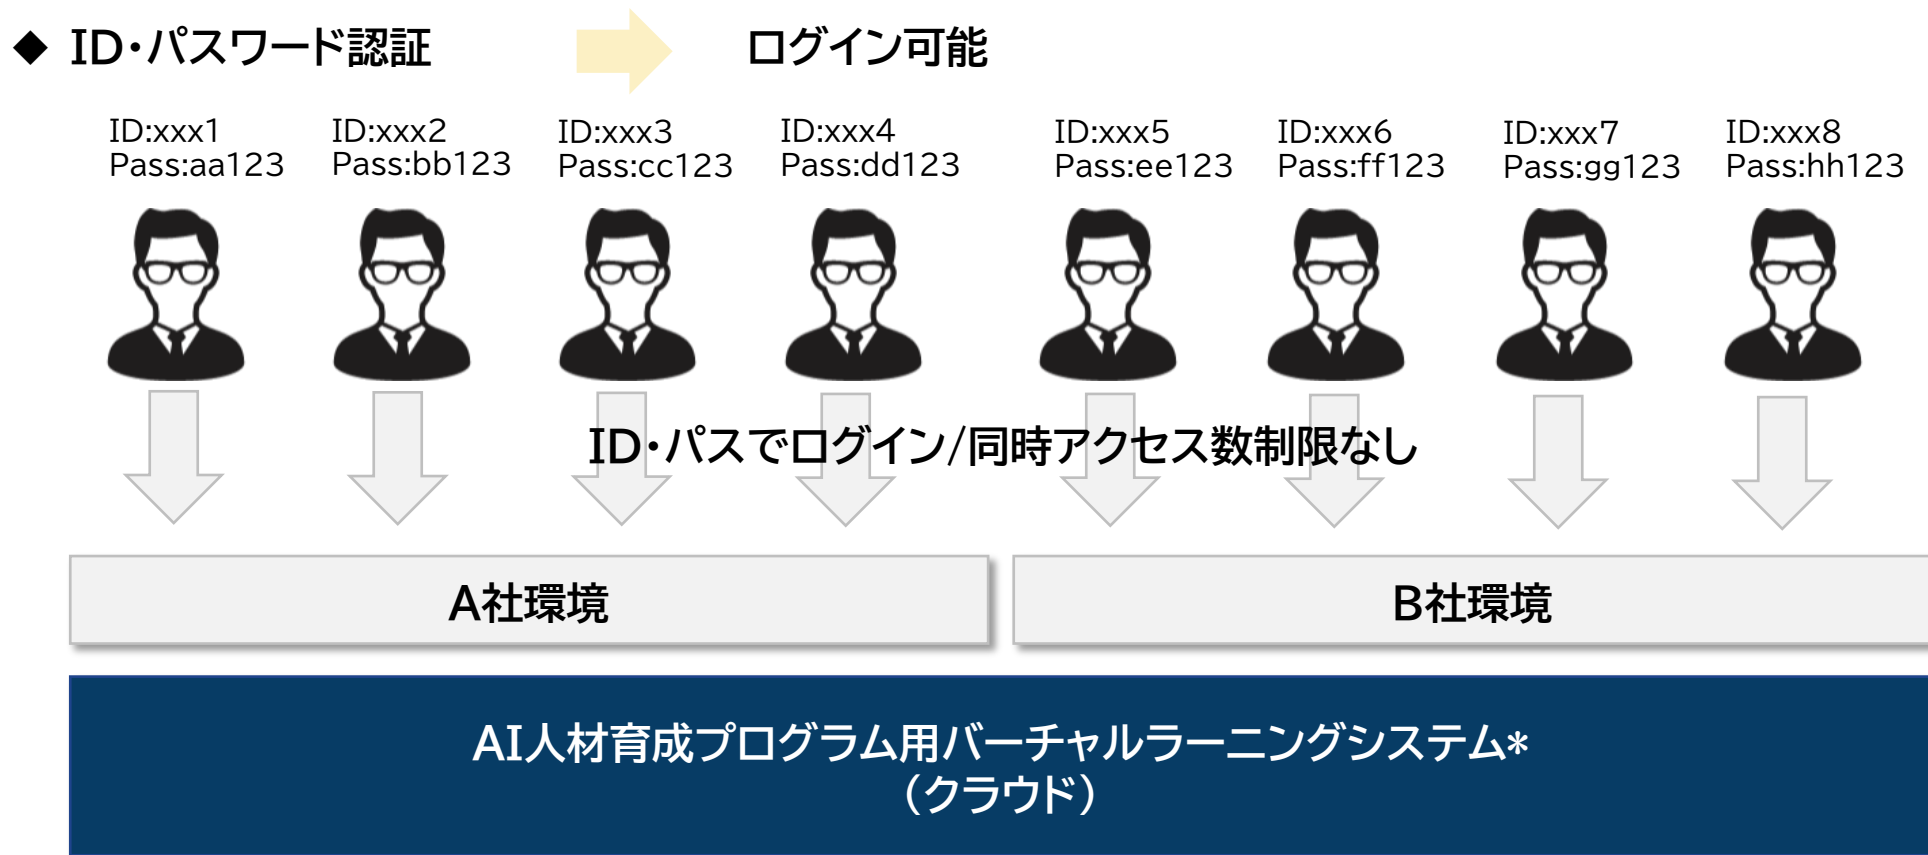 ◆ ID・パスワード認証
ログイン可能
ID:xxx1
Pass:aa123
ID:xxx2
Pass:bb123
ID:xxx3
Pass:cc123
ID:xxx4
Pass:dd123
ID:xxx5
Pass:ee123
ID:xxx6
Pass:ff123
ID:xxx7
Pass:gg123
ID:xxx8
Pass:hh123
ID・パスでログイン/同時アクセス数制限なし
A社環境
B社環境
AI人材育成プログラム用バーチャルラーニングシステム*
(クラウド)